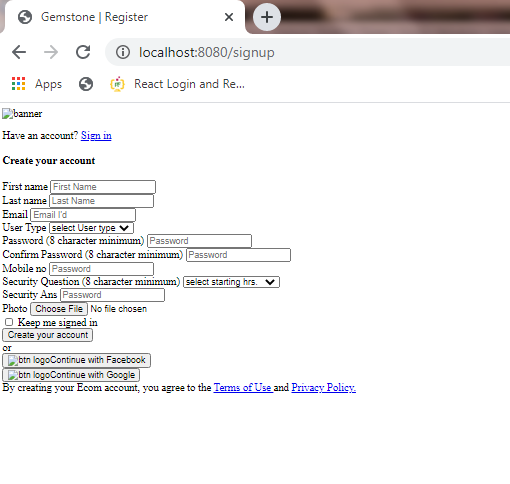 Gemstone | Register
localhost:8080/signup
Apps React Login and Re...
banner
Have an account? Sign in
Create your account
First name First Name
Last name Last Name
Email Email I'd
User Type select User type
Password (8 character minimum) Password
Confirm Password (8 character minimum) Password
Mobile no Password
Security Question (8 character minimum) select starting hrs.
Security Ans Password
Photo Choose File No file chosen
Keep me signed in
Create your account
or
btn logoContinue with Facebook
btn logoContinue with Google
By creating your Ecom account, you agree to the Terms of Use and Privacy Policy.